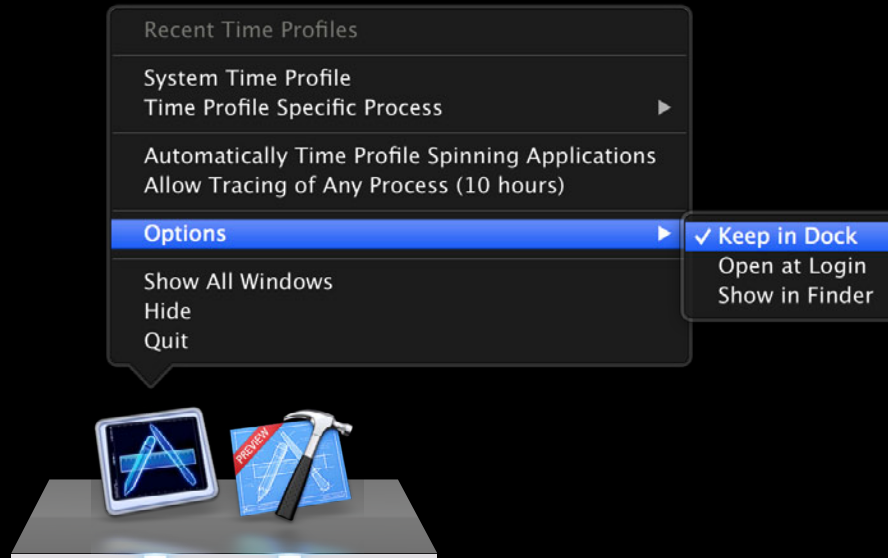 Recent Time Profiles
System Time Profile
Time Profile Specific Process
Automatically Time Profile Spinning Applications
Allow Tracing of Any Process (10 hours)
Options
✓ Keep in Dock
Open at Login
Show in Finder
Show All Windows
Hide
Quit
PREVIEW